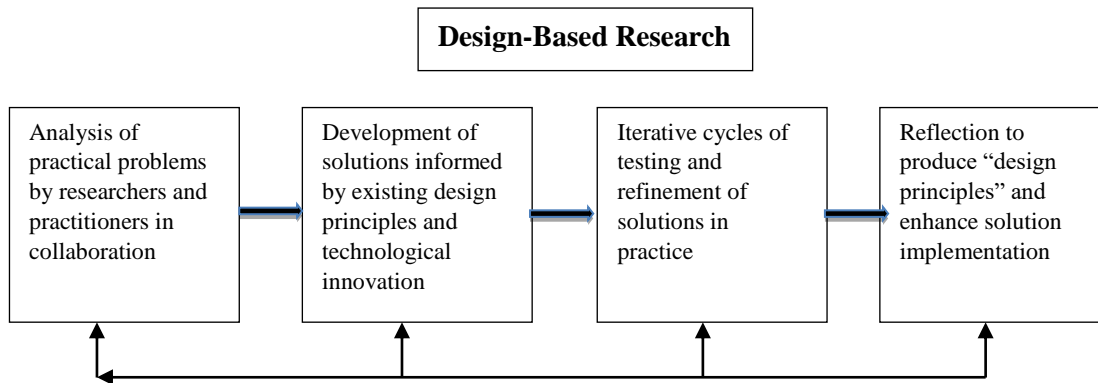 Design-Based Research
Analysis of
practical problems
by researchers and
practitioners in
collaboration
Development of
solutions informed
by existing design
principles and
technological
innovation
Iterative cycles of
testing and
refinement of
solutions in
practice
Reflection to
produce “design
principles” and
enhance solution
implementation